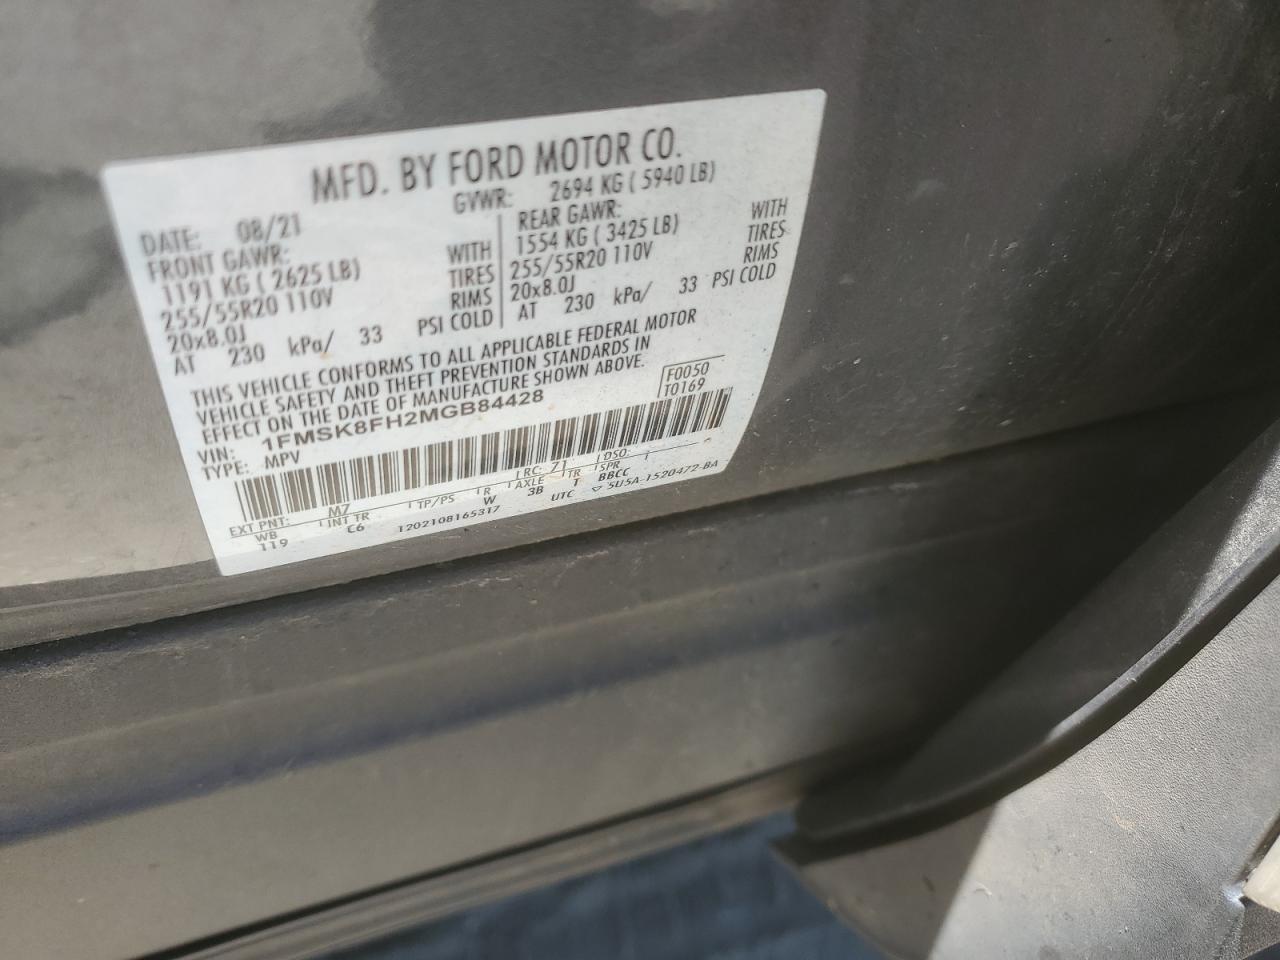 MFD. BY FORD MOTOR CO.
DATE: 08/21 GVWR: 2694 KG ( 5940 LB)
FRONT GAWR: WITH REAR GAWR: WITH
1191 KG ( 2625 LB) TIRES 1554 KG ( 3425 LB) TIRES
255/55R20 110V RIMS 255/55R20 110V RIMS
20x8.0J 20x8.0J
AT 230 kPa/ 33 PSI COLD AT 230 kPa/ 33 PSI COLD
THIS VEHICLE CONFORMS TO ALL APPLICABLE FEDERAL MOTOR
VEHICLE SAFETY AND THEFT PREVENTION STANDARDS IN
EFFECT ON THE DATE OF MANUFACTURE SHOWN ABOVE.
VIN: 1FMSK8FH2MGB84428 F0050
TYPE: MPV T0169
EXT PNT: M7 RC: 71 DSO:
WB INT TR TP/PS R AXLE TR SPR
119 C6 W 3B T BBCC
1202108165317 UTC ▽ 5U5A-1520472-BA